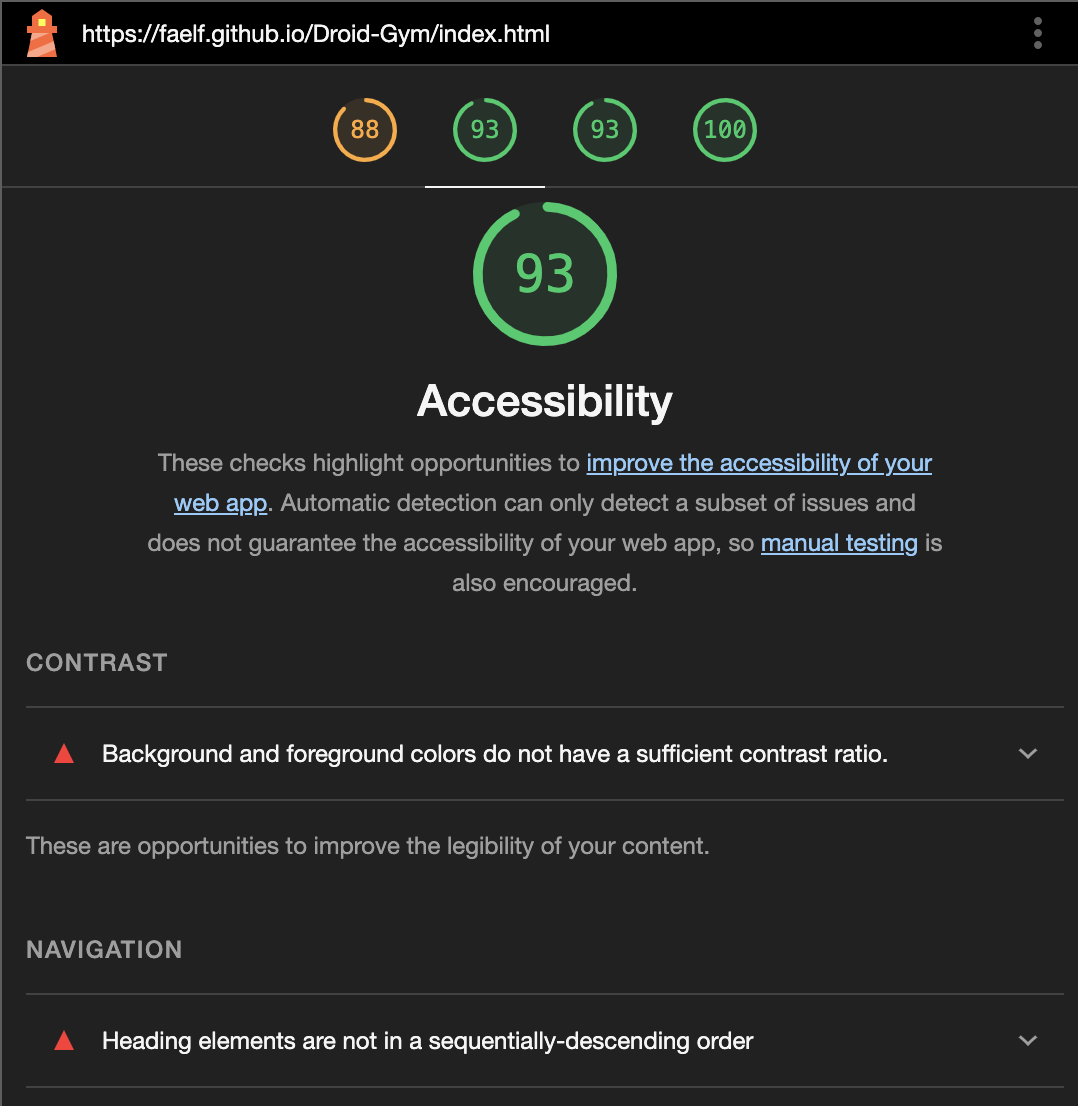 https://faelf.github.io/Droid-Gym/index.html
88 93 93 100
93
Accessibility
These checks highlight opportunities to improve the accessibility of your
web app. Automatic detection can only detect a subset of issues and
does not guarantee the accessibility of your web app, so manual testing is
also encouraged.
CONTRAST
Background and foreground colors do not have a sufficient contrast ratio.
These are opportunities to improve the legibility of your content.
NAVIGATION
Heading elements are not in a sequentially-descending order